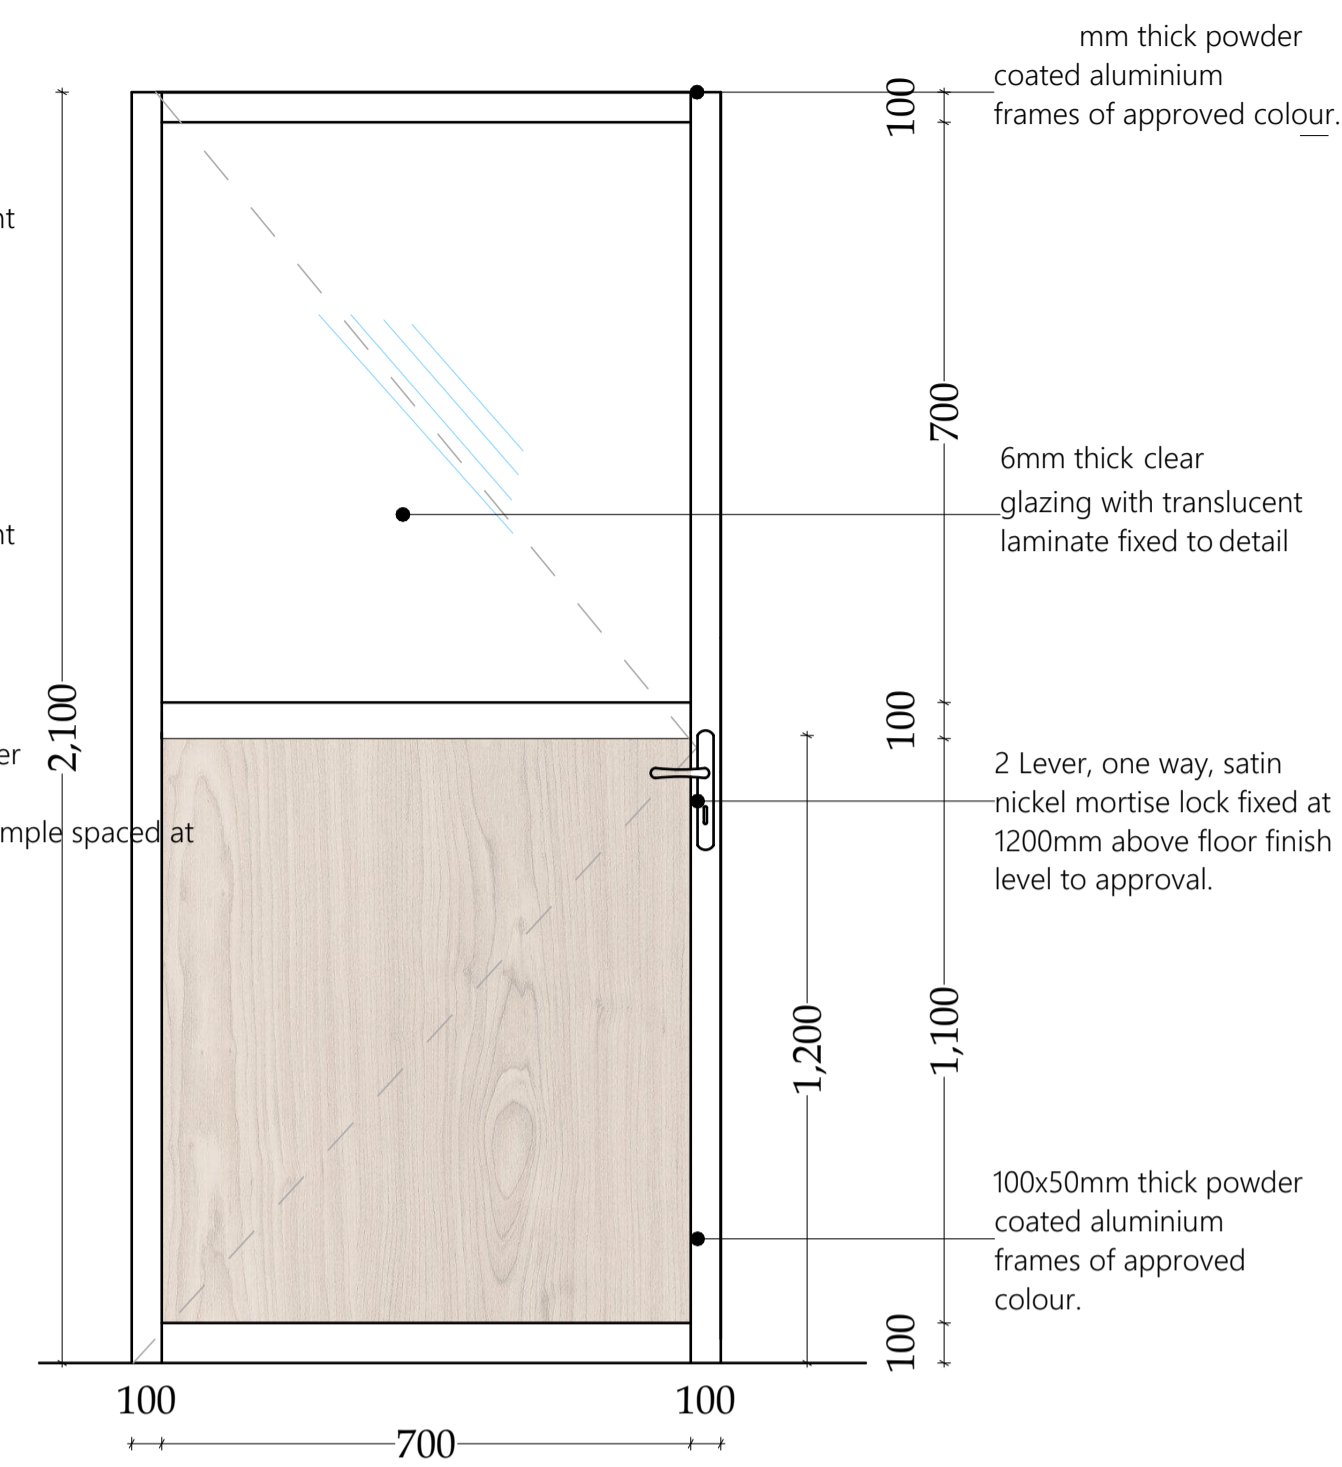 mm thick powder
coated aluminium
frames of approved colour.
100
nt
700
6mm thick clear
glazing with translucent
laminate fixed to detail
nt
100
2,100
er
2 Lever, one way, satin
nickel mortise lock fixed at
1200mm above floor finish
level to approval.
mple spaced at
1,200
1,100
100x50mm thick powder
coated aluminium
frames of approved
colour.
100
100
100
700